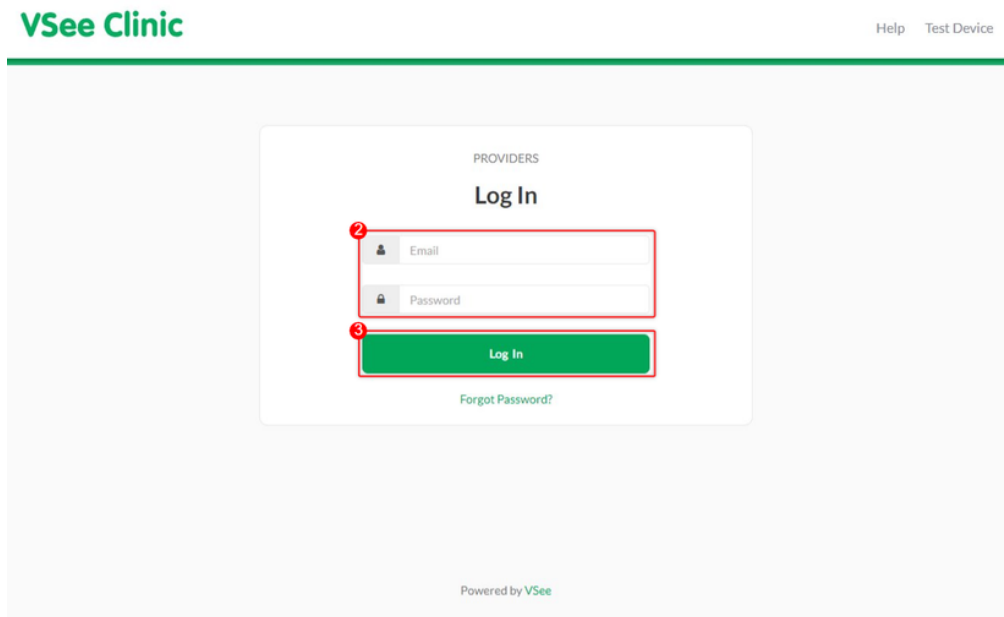 VSee Clinic
Help Test Device
PROVIDERS
Log In
2
Email
Password
3
Log In
Forgot Password?
Powered by VSee